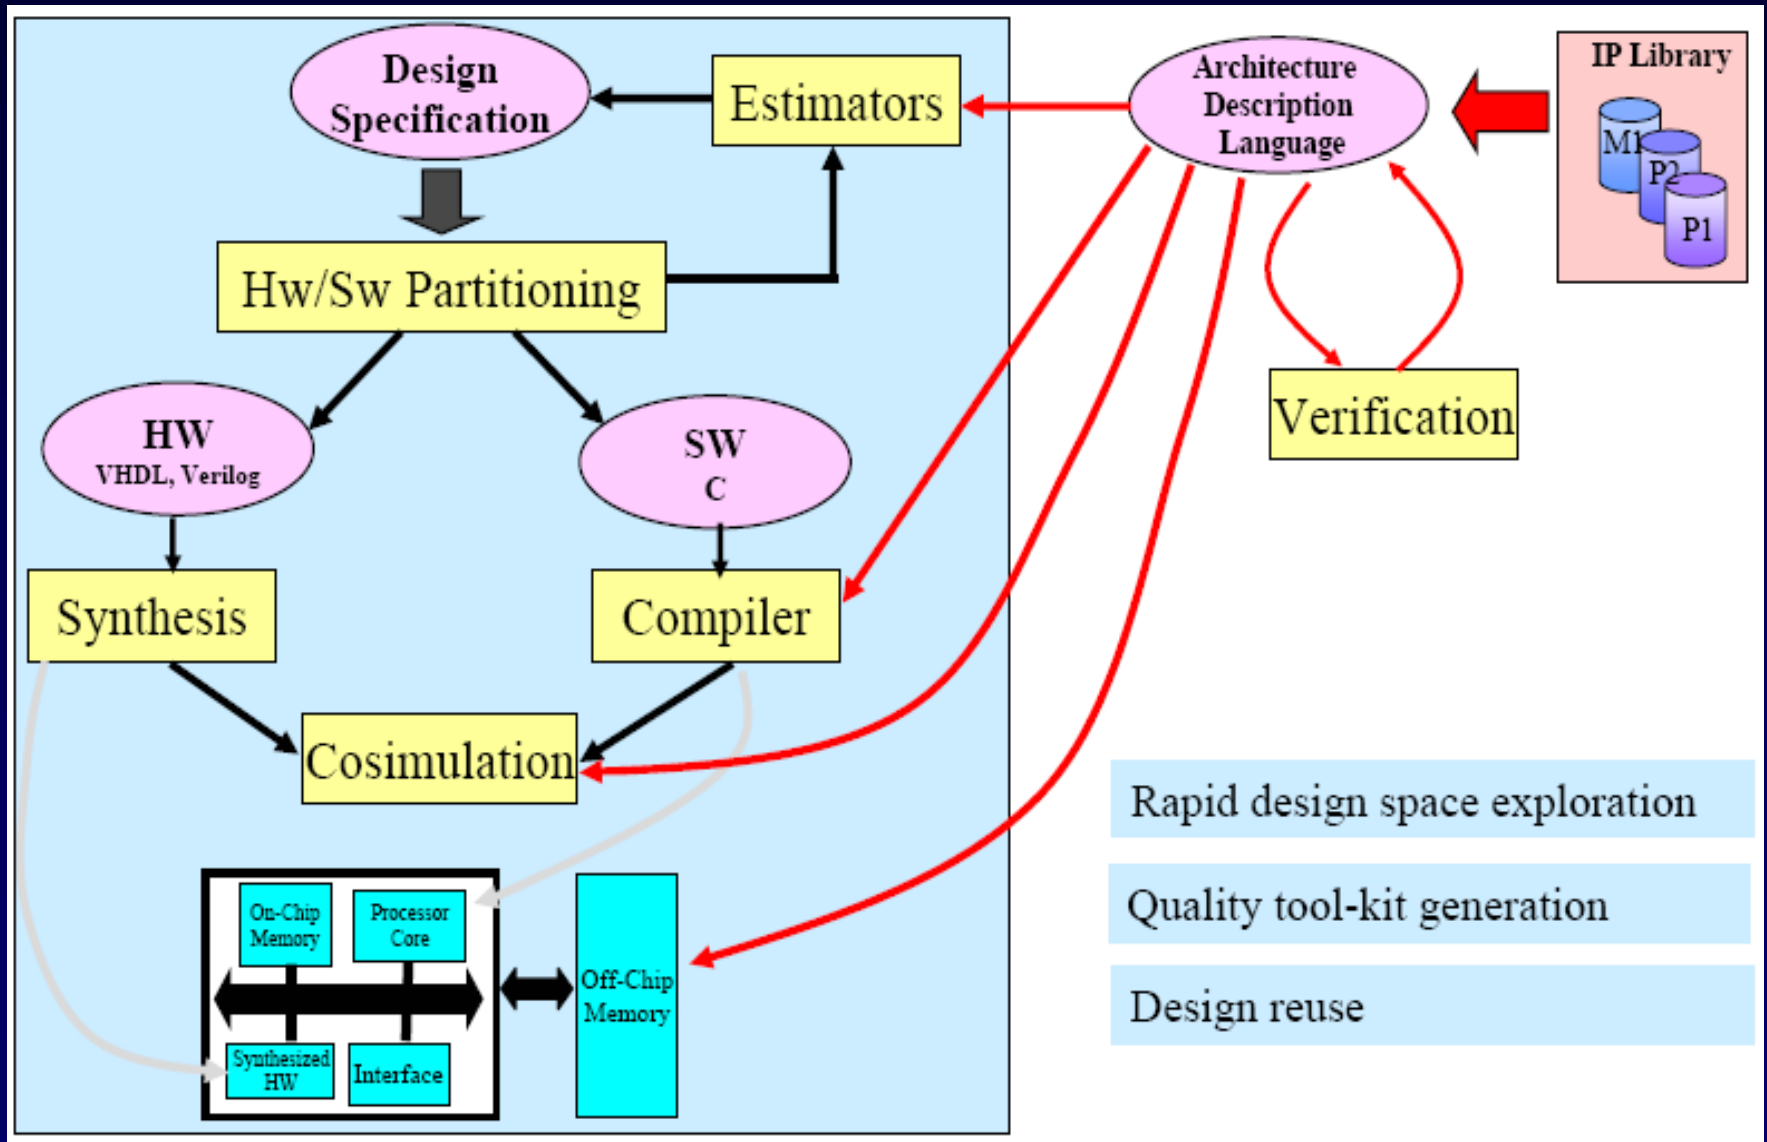 Design
Specification
Estimators
Architecture
Description
Language
IP Library
M1
P2
P1
Hw/Sw Partitioning
HW
VHDL, Verilog
SW
C
Verification
Synthesis
Compiler
Cosimulation
Rapid design space exploration
Quality tool-kit generation
Design reuse
On-Chip
Memory
Processor
Core
Synthesized
HW
Interface
Off-Chip
Memory